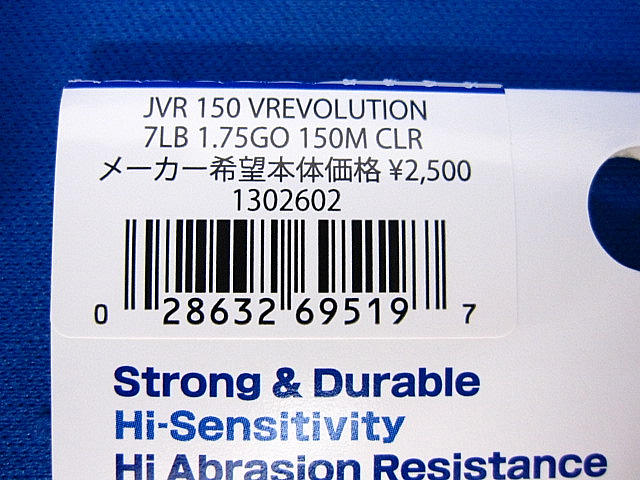 JVR 150 VREVOLUTION
7LB 1.75GO 150M CLR
メーカー希望本体価格 ¥2,500
1302602
0 28632 69519 7
Strong & Durable
Hi-Sensitivity
Hi Abrasion Resistance